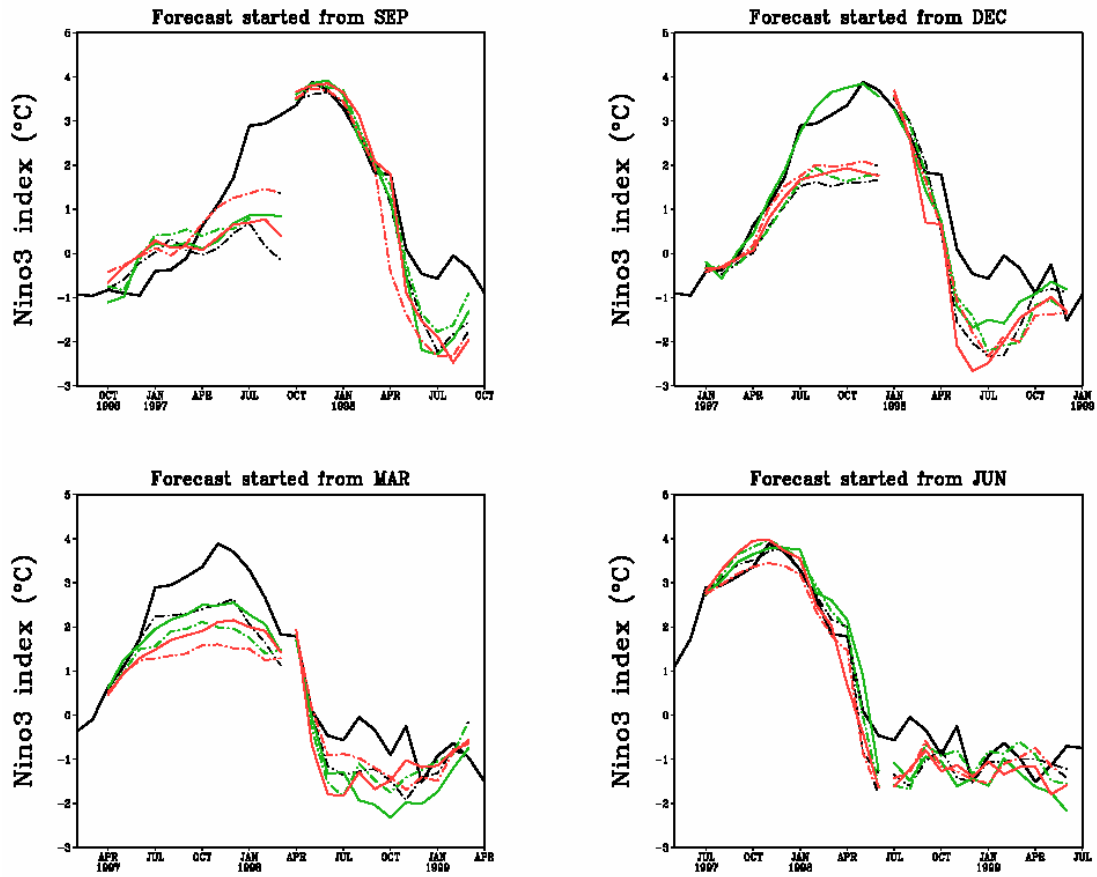 Forecast started from SEP
Nino3 index (°C)
5
4
3
2
1
0
-1
-2
-3
OCT JAN APR JUL OCT JAN APR JUL OCT
1996 1997 1998
Forecast started from DEC
Nino3 index (°C)
5
4
3
2
1
0
-1
-2
-3
JAN APR JUL OCT JAN APR JUL OCT JAN
1997 1998 1999
Forecast started from MAR
Nino3 index (°C)
5
4
3
2
1
0
-1
-2
-3
APR JUL OCT JAN APR JUL OCT JAN APR
1997 1998 1999
Forecast started from JUN
Nino3 index (°C)
5
4
3
2
1
0
-1
-2
-3
JUL OCT JAN APR JUL OCT JAN APR JUL
1997 1998 1999